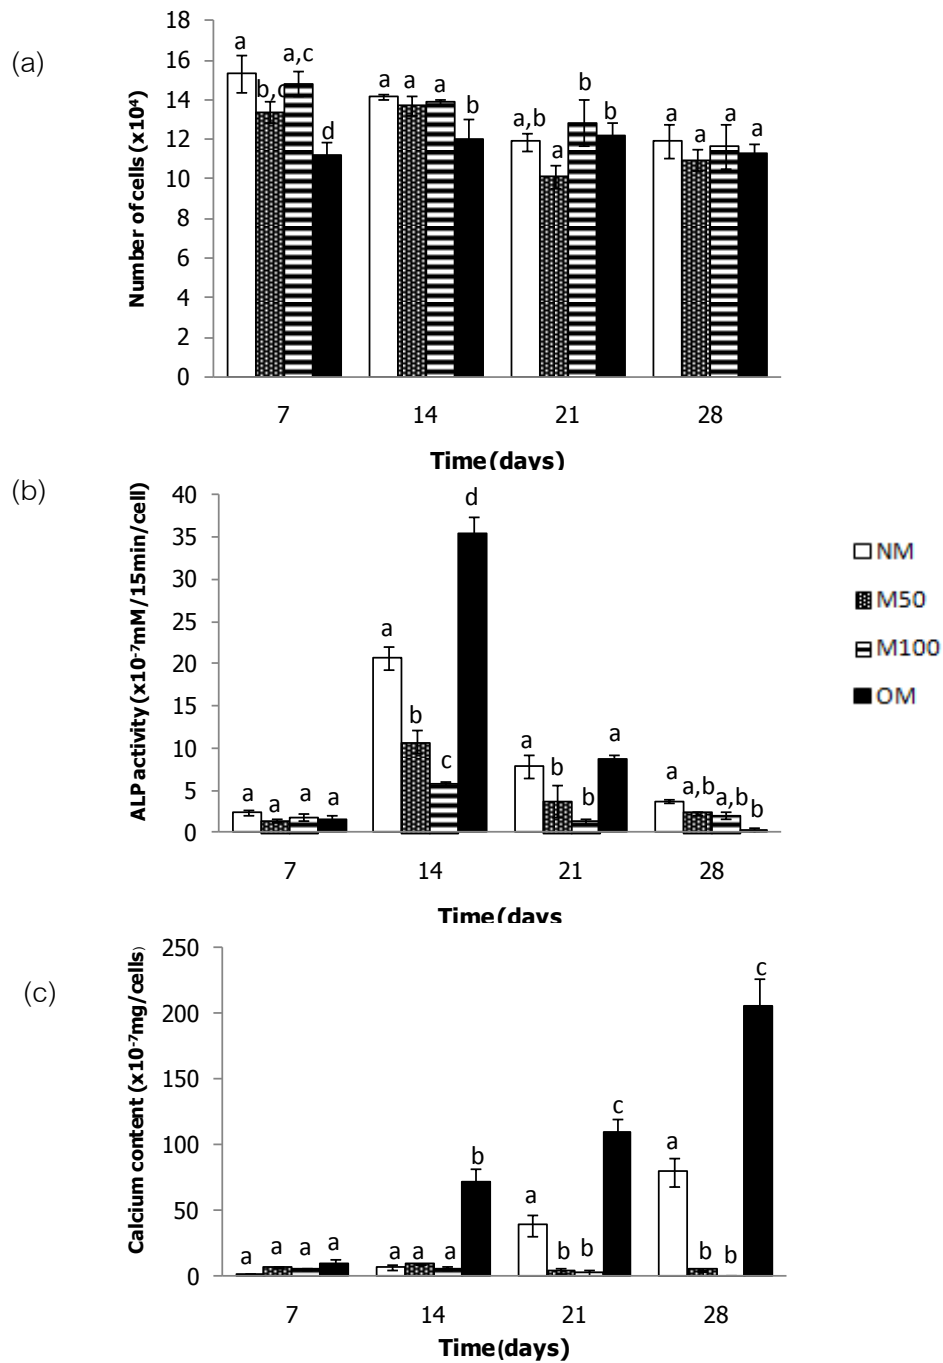 (a)
Number of cells (x10⁴)
18
16
14
12
10
8
6
4
2
0
a
b,c
a,c
d
a
a
a
b
a,b
a
b
b
a
a
a
a
7
14
21
28
Time (days)
(b)
ALP activity (x10⁻⁷mM/15min/cell)
40
35
30
25
20
15
10
5
0
a
a
a
a
a
b
c
d
a
b
b
a
a
a,b
a,b
b
7
14
21
28
Time (days
NM
M50
M100
OM
(c)
Calcium content (x10⁻⁷mg/cells)
250
200
150
100
50
0
a
a
a
a
a
a
a
b
a
b
b
c
a
b
b
c
7
14
21
28
Time (days)